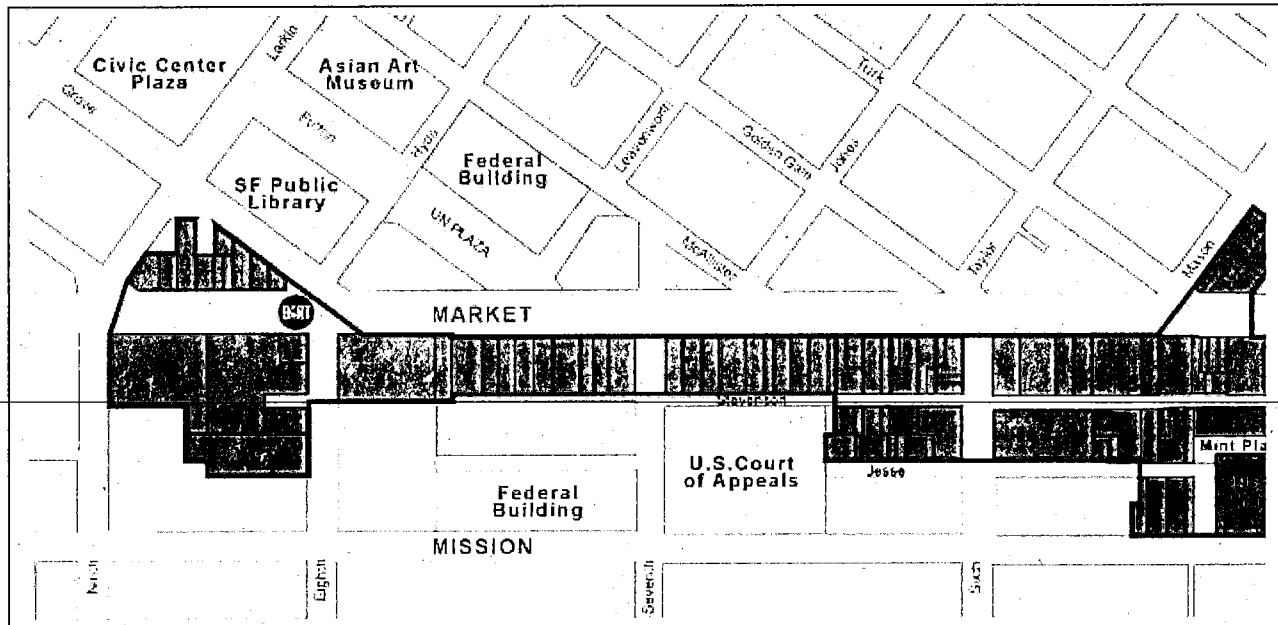 Civic Center
Plaza
Larkin
Asian Art
Museum
Turk
Grove
Fulton
Hyde
Leavenworth
Golden Gate
Jones
Federal
Building
SF Public
Library
UN PLAZA
McAllister
Taylor
Mason
BART
MARKET
Stevenson
Mint Pla
U.S.Court
of Appeals
Jesse
Federal
Building
MISSION
Ninth
Eighth
Seventh
Sixth